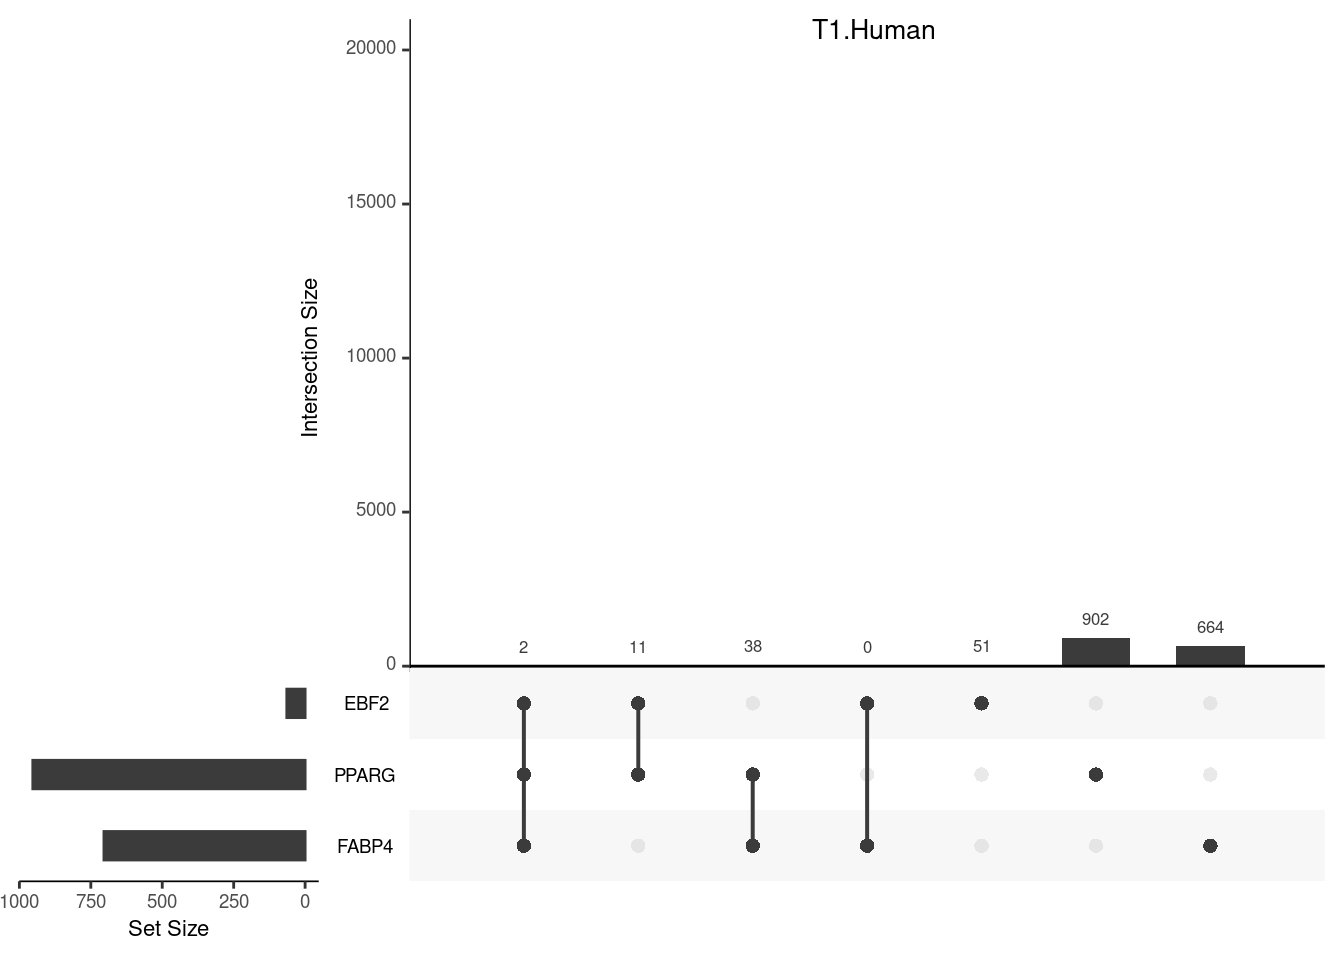 T1.Human
20000
15000
10000
5000
0
Intersection Size
2 11 38 0 51 902 664
EBF2
PPARG
FABP4
1000 750 500 250 0
Set Size